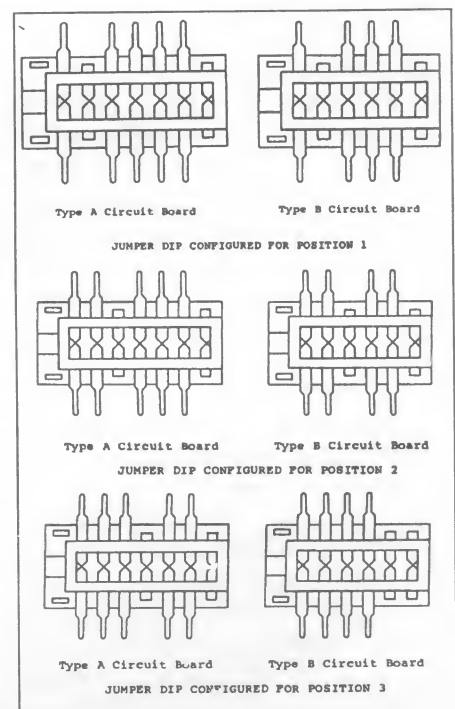 Type A Circuit Board Type B Circuit Board
JUMPER DIP CONFIGURED FOR POSITION 1
Type A Circuit Board Type B Circuit Board
JUMPER DIP CONFIGURED FOR POSITION 2
Type A Circuit Board Type B Circuit Board
JUMPER DIP CONFIGURED FOR POSITION 3